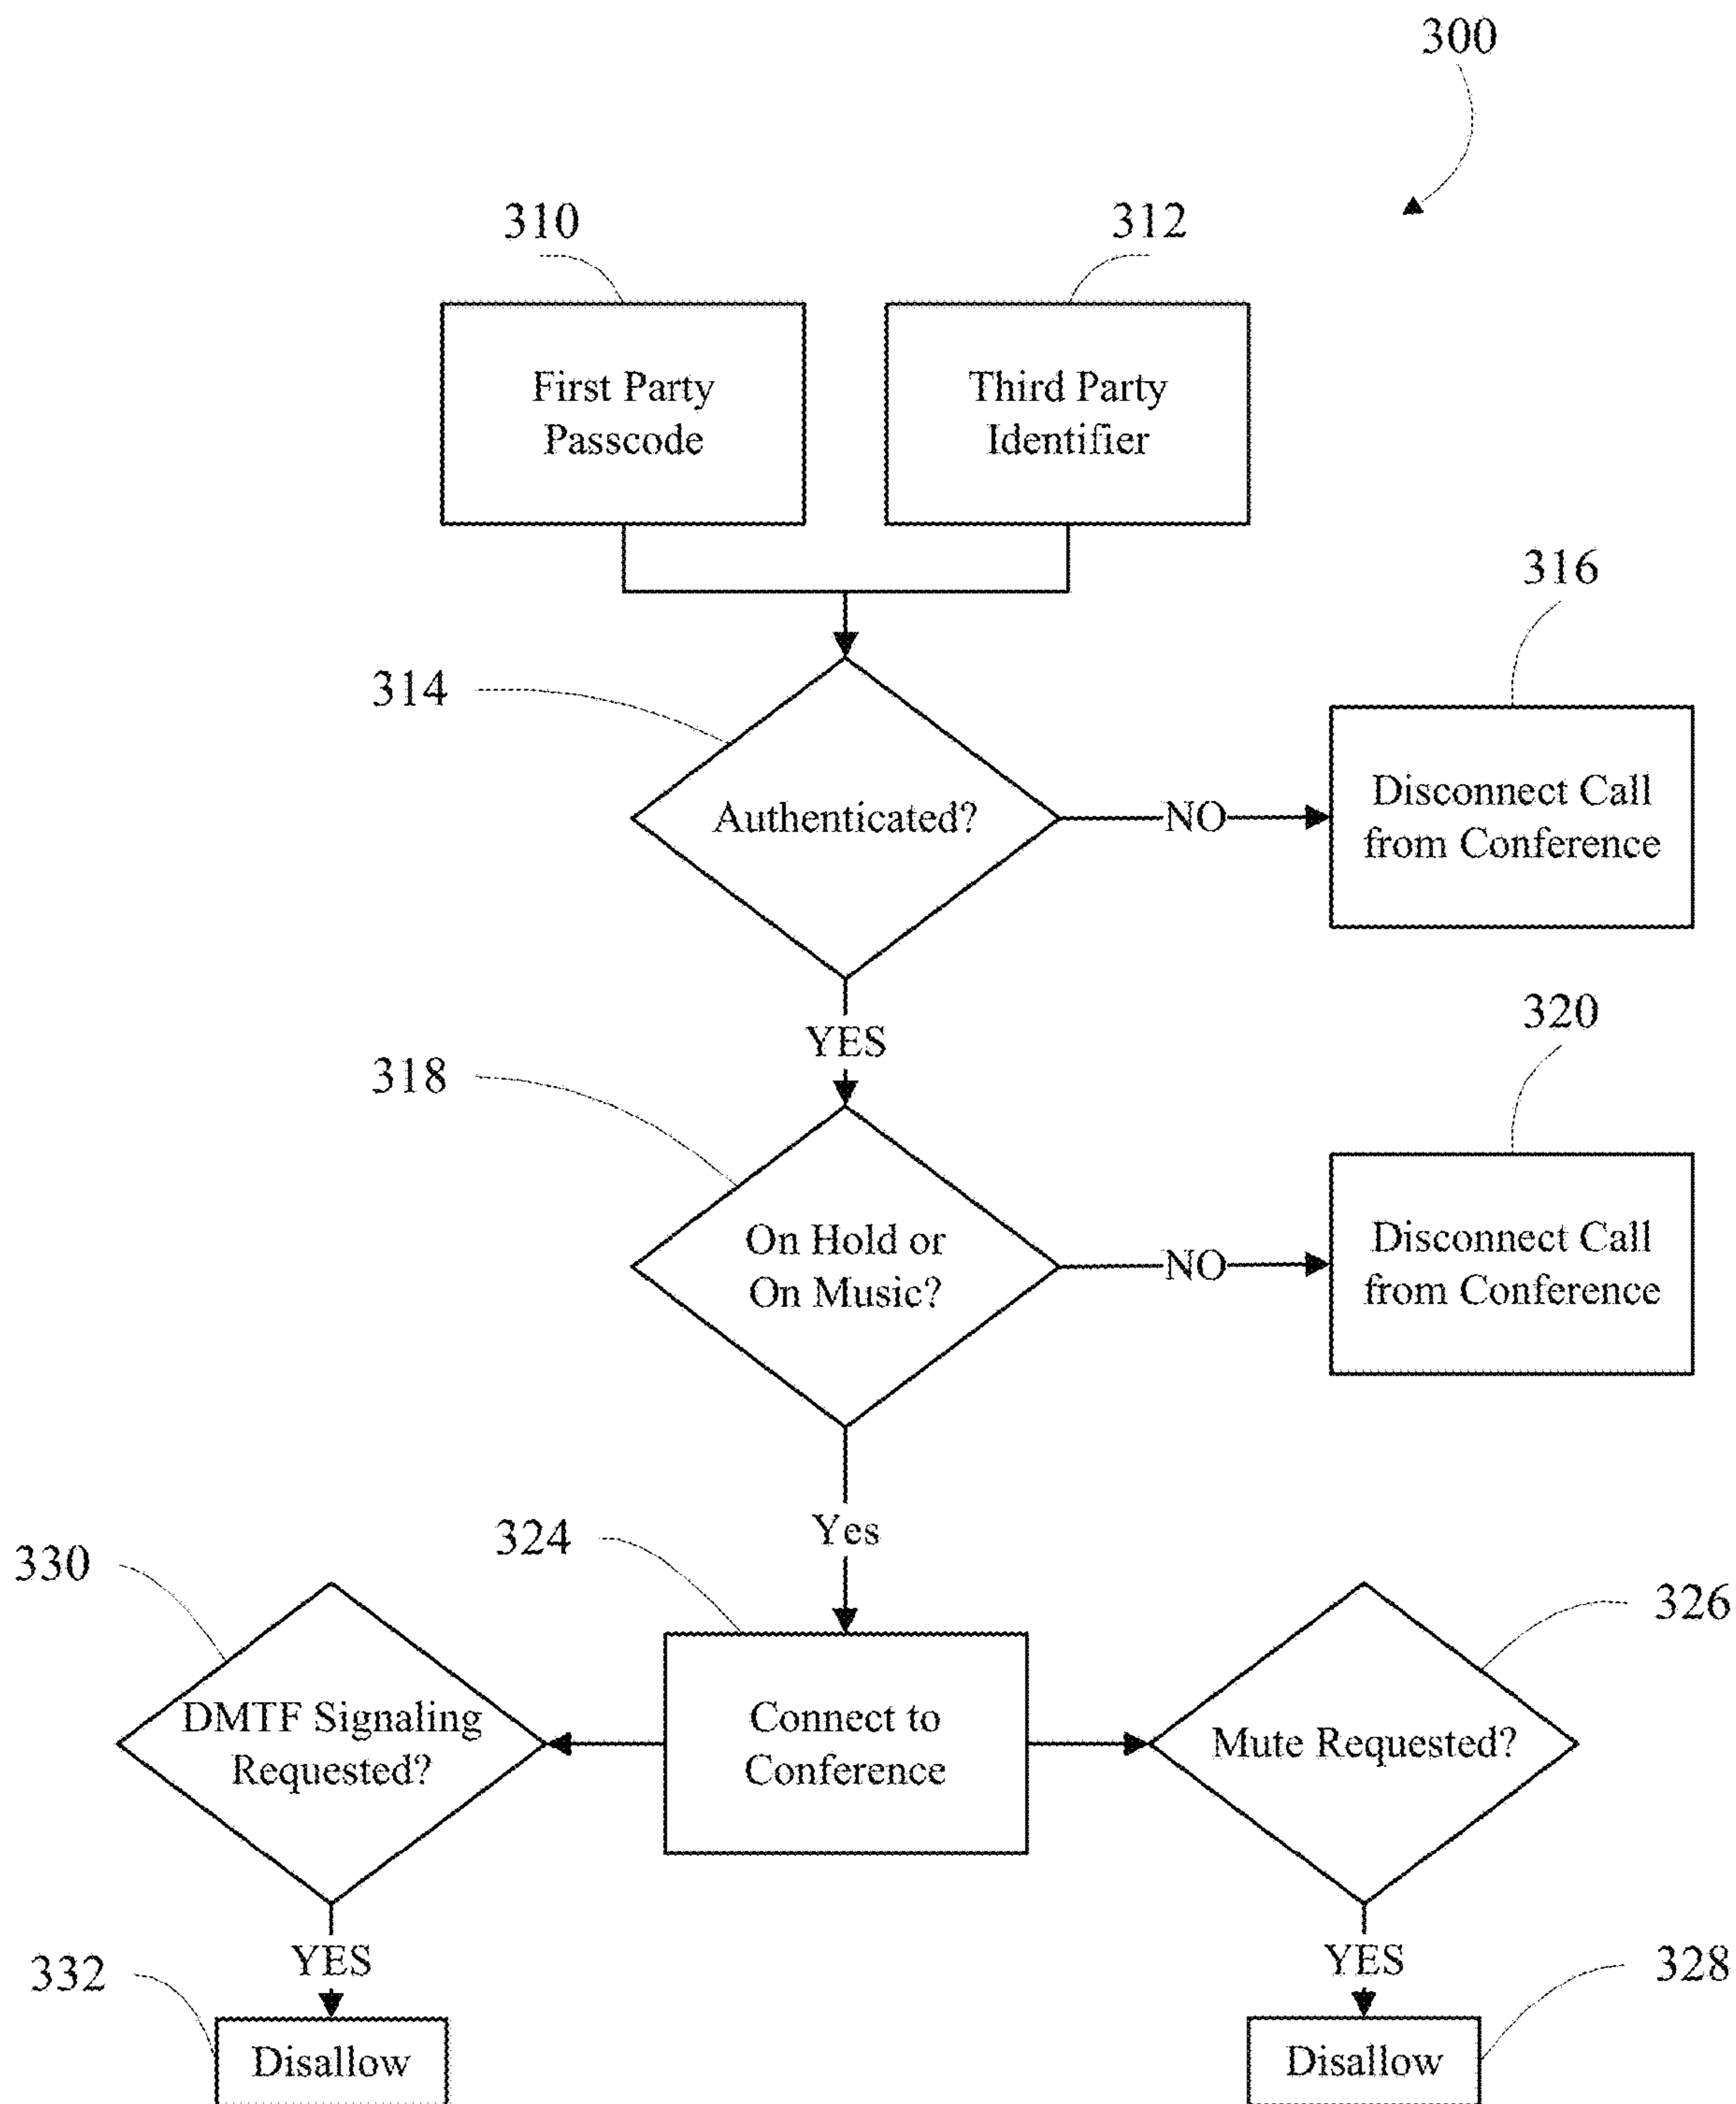 300
310
312
First Party
Passcode
Third Party
Identifier
316
314
Authenticated?
NO
Disconnect Call
from Conference
YES
320
318
On Hold or
On Music?
NO
Disconnect Call
from Conference
Yes
324
330
326
DMTF Signaling
Requested?
Connect to
Conference
Mute Requested?
YES
YES
332
328
Disallow
Disallow